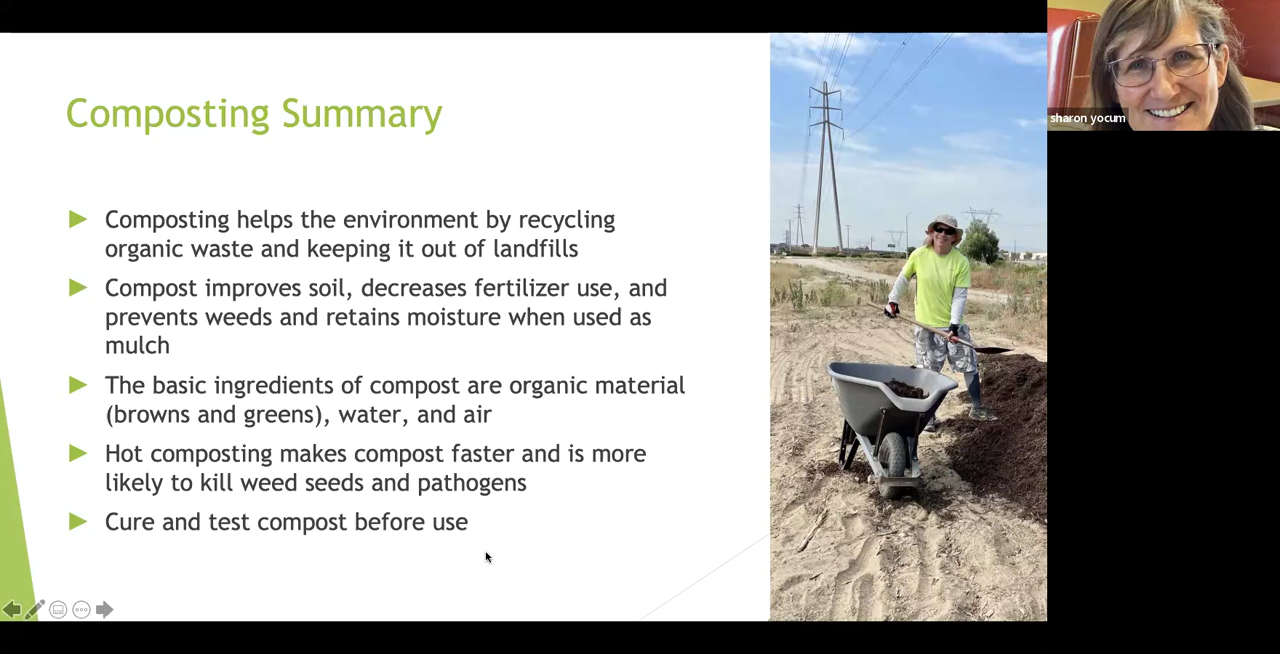 Composting Summary
Composting helps the environment by recycling
organic waste and keeping it out of landfills
Compost improves soil, decreases fertilizer use, and
prevents weeds and retains moisture when used as
mulch
The basic ingredients of compost are organic material
(browns and greens), water, and air
Hot composting makes compost faster and is more
likely to kill weed seeds and pathogens
Cure and test compost before use
sharon yocum